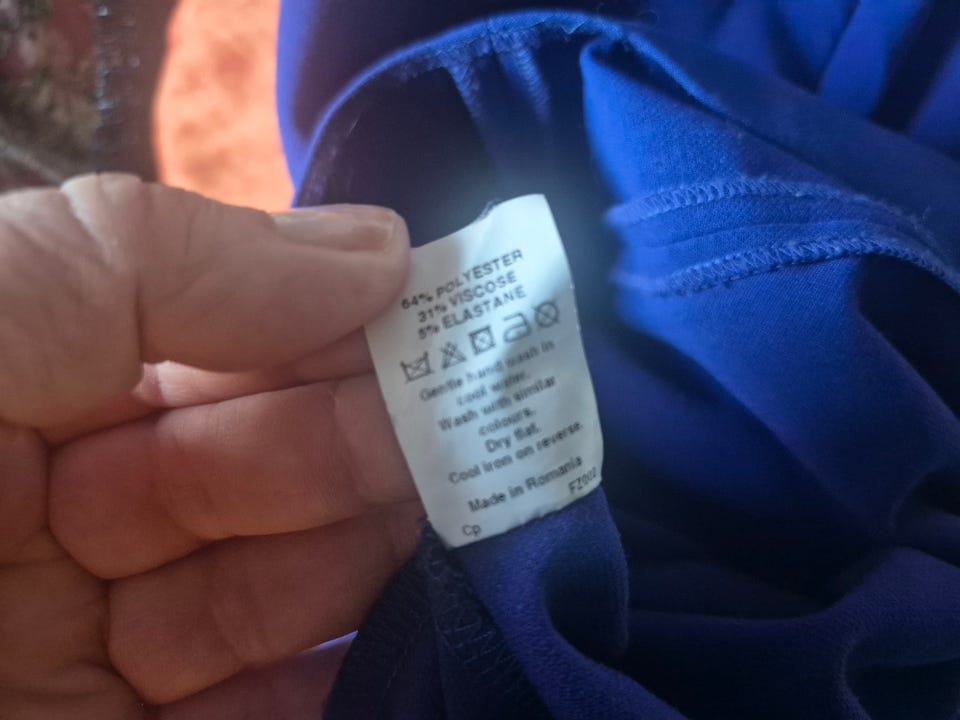 64% POLYESTER
31% VISCOSE
5% ELASTANE
Gentle hand wash in
cool water.
Wash with similar
colours.
Dry flat.
Cool iron on reverse.
Made in Romania
Cp FZ002